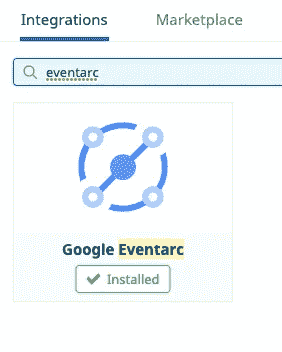 Integrations Marketplace
eventarc
Google Eventarc
Installed